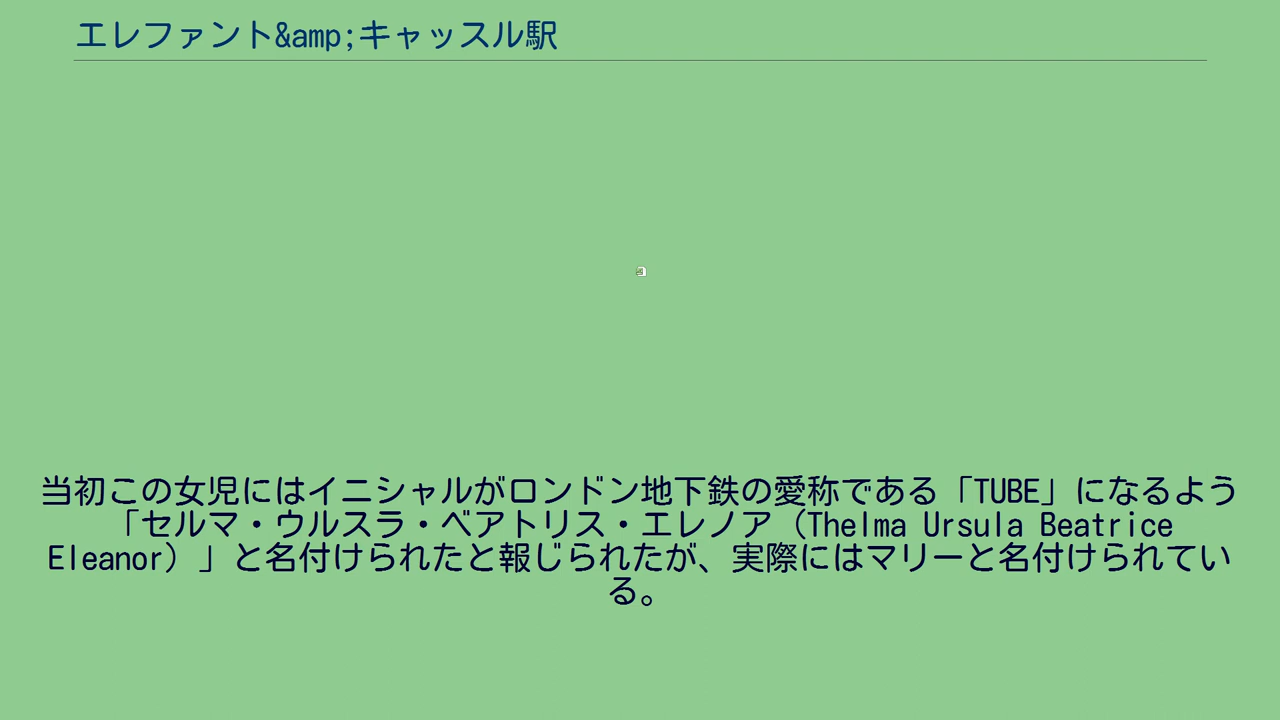 エレファント&amp;キャッスル駅
当初この女児にはイニシャルがロンドン地下鉄の愛称である「TUBE」になるよう
「セルマ・ウルスラ・ベアトリス・エレノア（Thelma Ursula Beatrice
Eleanor）」と名付けられたと報じられたが、実際にはマリーと名付けられてい
る。